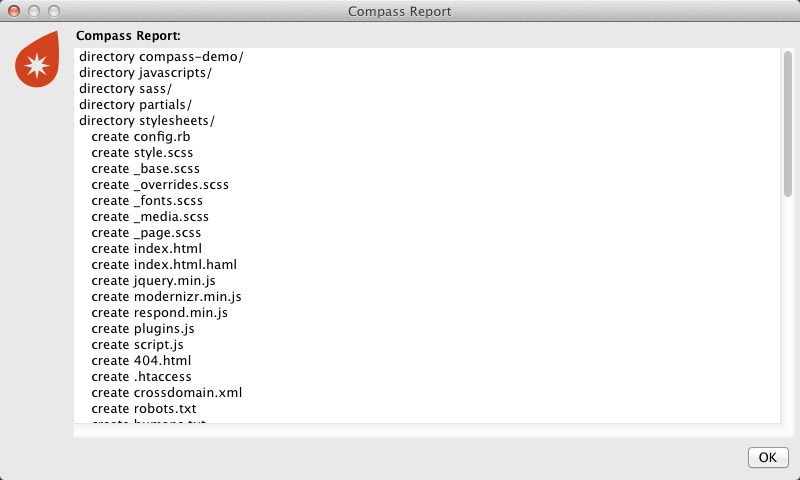 Compass Report
Compass Report:
directory compass-demo/
directory javascripts/
directory sass/
directory partials/
directory stylesheets/
create config.rb
create style.scss
create _base.scss
create _overrides.scss
create _fonts.scss
create _media.scss
create _page.scss
create index.html
create index.html.haml
create jquery.min.js
create modernizr.min.js
create respond.min.js
create plugins.js
create script.js
create 404.html
create .htaccess
create crossdomain.xml
create robots.txt
create humans.txt
OK